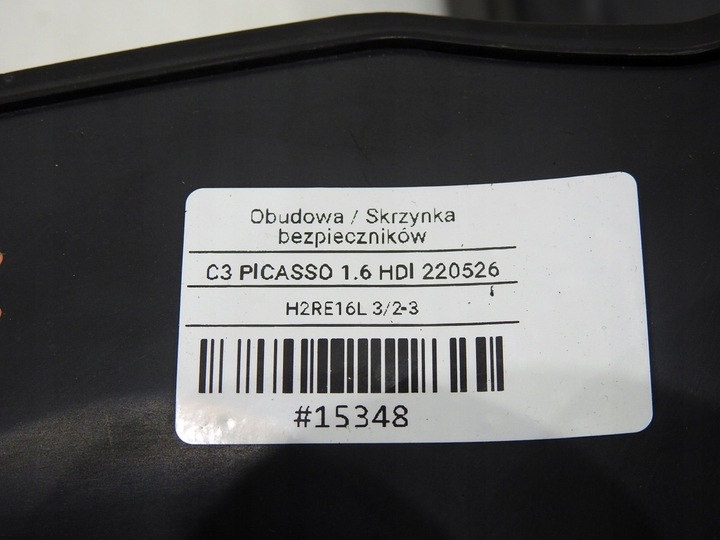 Obudowa / Skrzynka
bezpieczników
C3 PICASSO 1.6 HDI 220526
H2RE16L 3/2-3
#15348